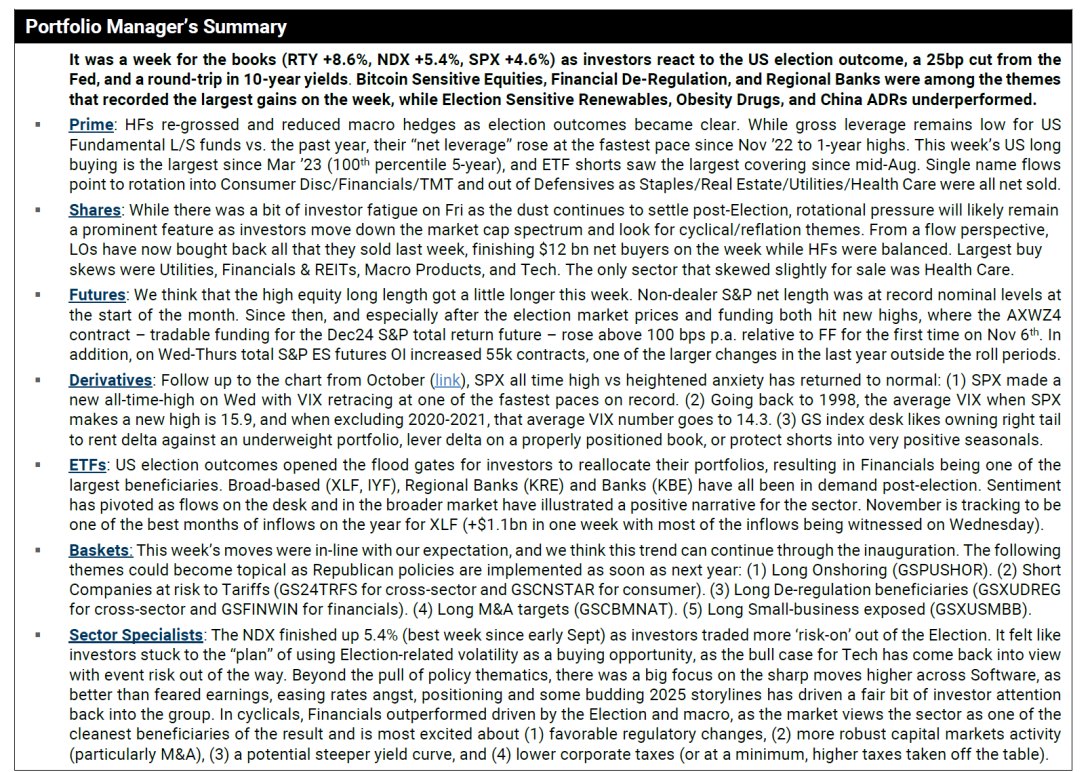 Portfolio Manager's Summary
It was a week for the books (RTY +8.6%, NDX +5.4%, SPX +4.6%) as investors react to the US election outcome, a 25bp cut from the
Fed, and a round-trip in 10-year yields. Bitcoin Sensitive Equities, Financial De-Regulation, and Regional Banks were among the themes
that recorded the largest gains on the week, while Election Sensitive Renewables, Obesity Drugs, and China ADRs underperformed.
▪ Prime: HFs re-grossed and reduced macro hedges as election outcomes became clear. While gross leverage remains low for US
Fundamental L/S funds vs. the past year, their “net leverage” rose at the fastest pace since Nov ’22 to 1-year highs. This week’s US long
buying is the largest since Mar ’23 (100th percentile 5-year), and ETF shorts saw the largest covering since mid-Aug. Single name flows
point to rotation into Consumer Disc/Financials/TMT and out of Defensives as Staples/Real Estate/Utilities/Health Care were all net sold.
▪ Shares: While there was a bit of investor fatigue on Fri as the dust continues to settle post-Election, rotational pressure will likely remain
a prominent feature as investors move down the market cap spectrum and look for cyclical/reflation themes. From a flow perspective,
LOs have now bought back all that they sold last week, finishing $12 bn net buyers on the week while HFs were balanced. Largest buy
skews were Utilities, Financials & REITs, Macro Products, and Tech. The only sector that skewed slightly for sale was Health Care.
▪ Futures: We think that the high equity long length got a little longer this week. Non-dealer S&P net length was at record nominal levels at
the start of the month. Since then, and especially after the election market prices and funding both hit new highs, where the AXWZ4
contract – tradable funding for the Dec24 S&P total return future – rose above 100 bps p.a. relative to FF for the first time on Nov 6th. In
addition, on Wed-Thurs total S&P ES futures OI increased 55k contracts, one of the larger changes in the last year outside the roll periods.
▪ Derivatives: Follow up to the chart from October (link), SPX all time high vs heightened anxiety has returned to normal: (1) SPX made a
new all-time-high on Wed with VIX retracing at one of the fastest paces on record. (2) Going back to 1998, the average VIX when SPX
makes a new high is 15.9, and when excluding 2020-2021, that average VIX number goes to 14.3. (3) GS index desk likes owning right tail
to rent delta against an underweight portfolio, lever delta on a properly positioned book, or protect shorts into very positive seasonals.
▪ ETFs: US election outcomes opened the flood gates for investors to reallocate their portfolios, resulting in Financials being one of the
largest beneficiaries. Broad-based (XLF, IYF), Regional Banks (KRE) and Banks (KBE) have all been in demand post-election. Sentiment
has pivoted as flows on the desk and in the broader market have illustrated a positive narrative for the sector. November is tracking to be
one of the best months of inflows on the year for XLF (+$1.1bn in one week with most of the inflows being witnessed on Wednesday).
▪ Baskets: This week’s moves were in-line with our expectation, and we think this trend can continue through the inauguration. The following
themes could become topical as Republican policies are implemented as soon as next year: (1) Long Onshoring (GSPUSHOR). (2) Short
Companies at risk to Tariffs (GS24TRFS for cross-sector and GSCNSTAR for consumer). (3) Long De-regulation beneficiaries (GSXUDREG
for cross-sector and GSFINWIN for financials). (4) Long M&A targets (GSCBMNAT). (5) Long Small-business exposed (GSXUSMBB).
▪ Sector Specialists: The NDX finished up 5.4% (best week since early Sept) as investors traded more ‘risk-on’ out of the Election. It felt like
investors stuck to the “plan” of using Election-related volatility as a buying opportunity, as the bull case for Tech has come back into view
with event risk out of the way. Beyond the pull of policy thematics, there was a big focus on the sharp moves higher across Software, as
better than feared earnings, easing rates angst, positioning and some budding 2025 storylines has driven a fair bit of investor attention
back into the group. In cyclicals, Financials outperformed driven by the Election and macro, as the market views the sector as one of the
cleanest beneficiaries of the result and is most excited about (1) favorable regulatory changes, (2) more robust capital markets activity
(particularly M&A), (3) a potential steeper yield curve, and (4) lower corporate taxes (or at a minimum, higher taxes taken off the table).